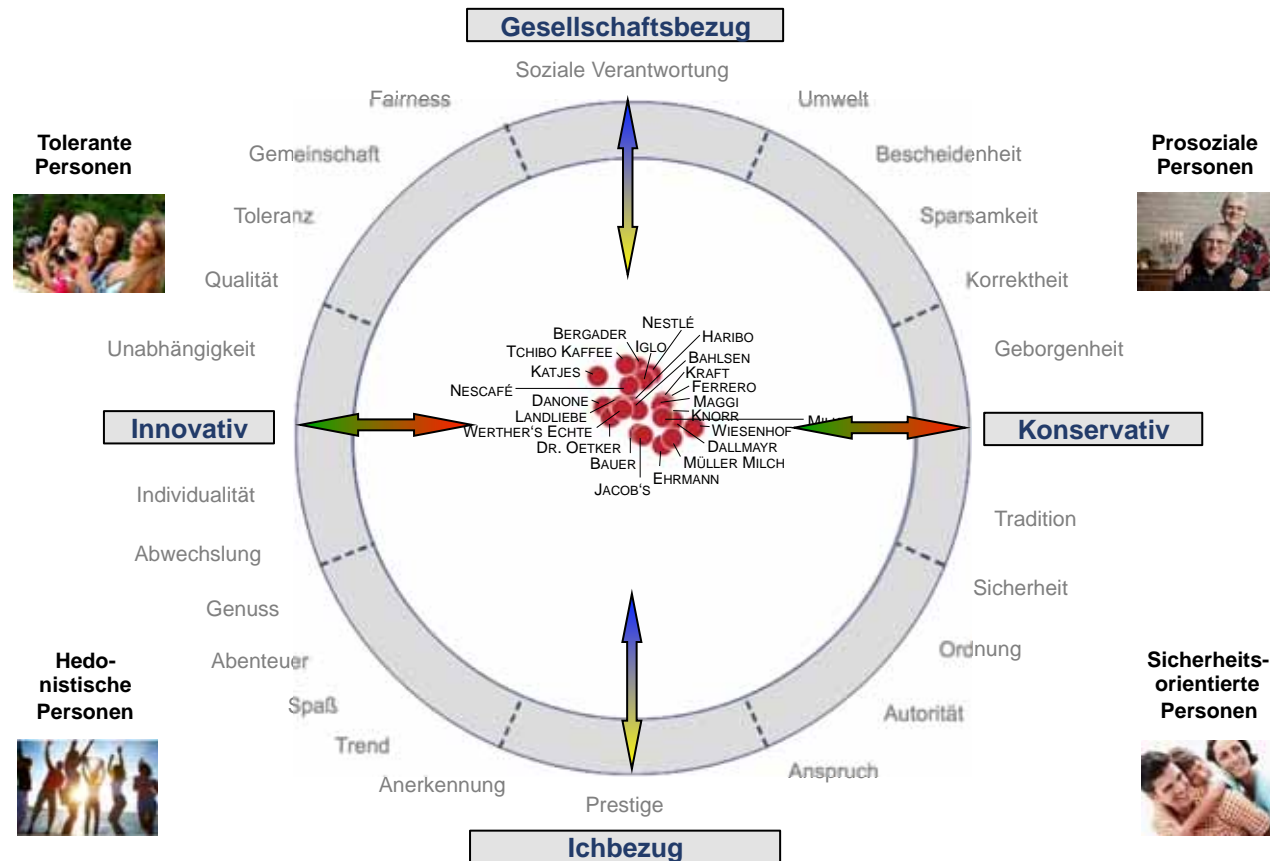 Gesellschaftsbezug
Soziale Verantwortung
Fairness
Umwelt
Tolerante
Personen
Gemeinschaft
Bescheidenheit
Prosoziale
Personen
Toleranz
Sparsamkeit
Qualität
Korrektheit
Unabhängigkeit
Geborgenheit
NESTLÉ
BERGADER
IGLO
HARIBO
TCHIBO KAFFEE
BAHLSEN
KATJES
KRAFT
NESCAFÉ
FERRERO
DANONE
MAGGI
LANDLIEBE
KNORR
WERTHER'S ECHTE
WIESENHOF
DR. OETKER
DALLMAYR
BAUER
MÜLLER MILCH
EHRMANN
JACOB'S
Innovativ
Konservativ
Individualität
Tradition
Abwechslung
Sicherheit
Genuss
Ordnung
Hedo-
nistische
Personen
Abenteuer
Sicherheits-
orientierte
Personen
Spaß
Autorität
Trend
Anspruch
Anerkennung
Prestige
Ichbezug